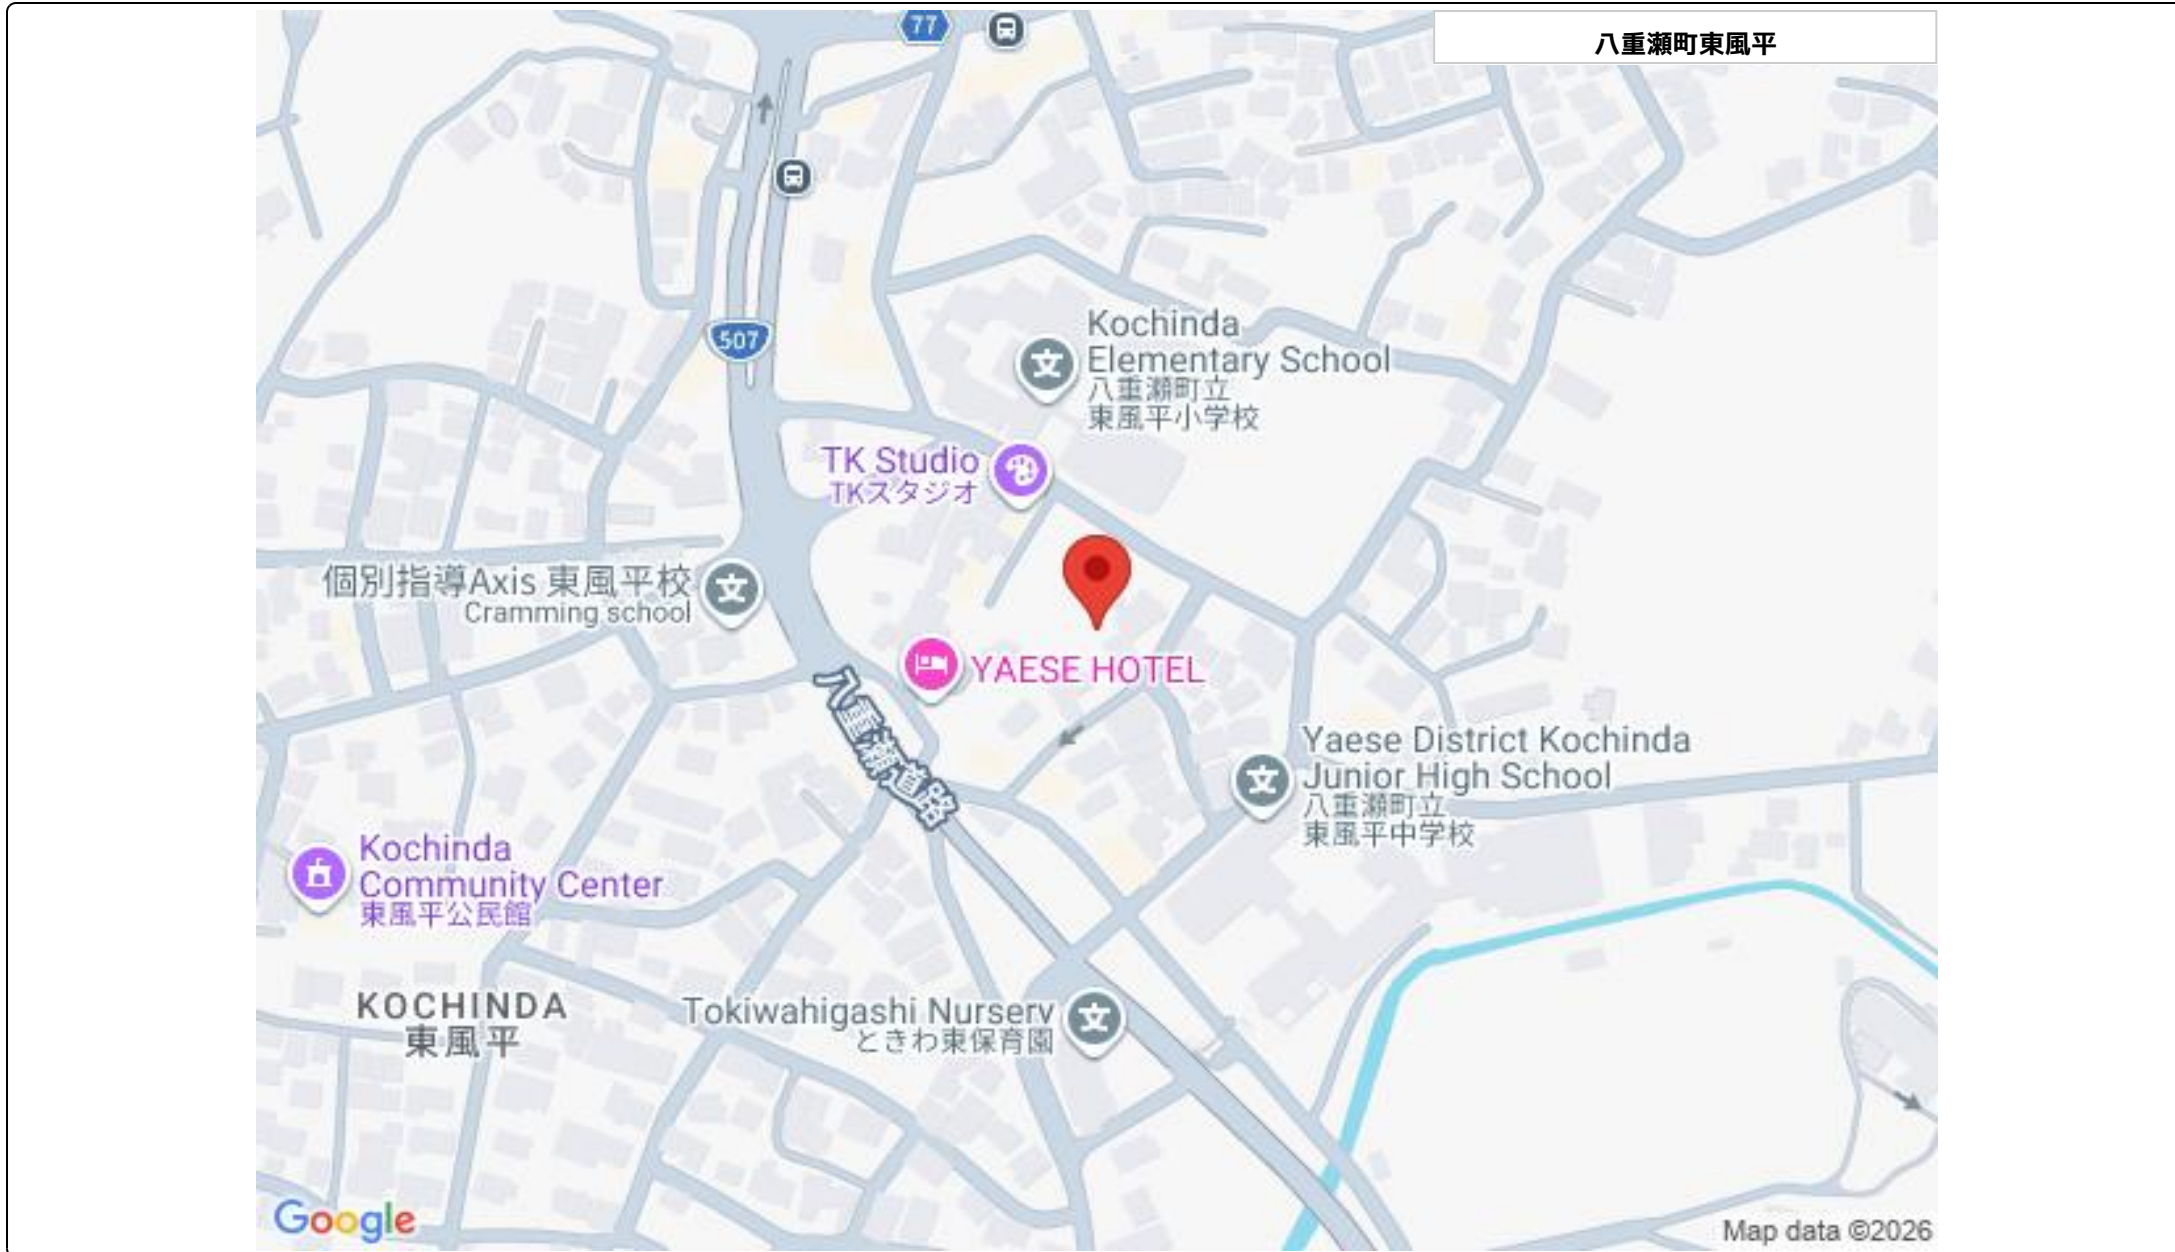 八重瀬町東風平
77
507
Kochinda
Elementary School
八重瀬町立
東風平小学校
TK Studio
TKスタジオ
個別指導Axis 東風平校
Cramming school
YAESE HOTEL
八重瀬道路
Yaese District Kochinda
Junior High School
八重瀬町立
東風平中学校
Kochinda
Community Center
東風平公民館
KOCHINDA
東風平
Tokiwahigashi Nursery
ときわ東保育園
Google
Map data ©2026